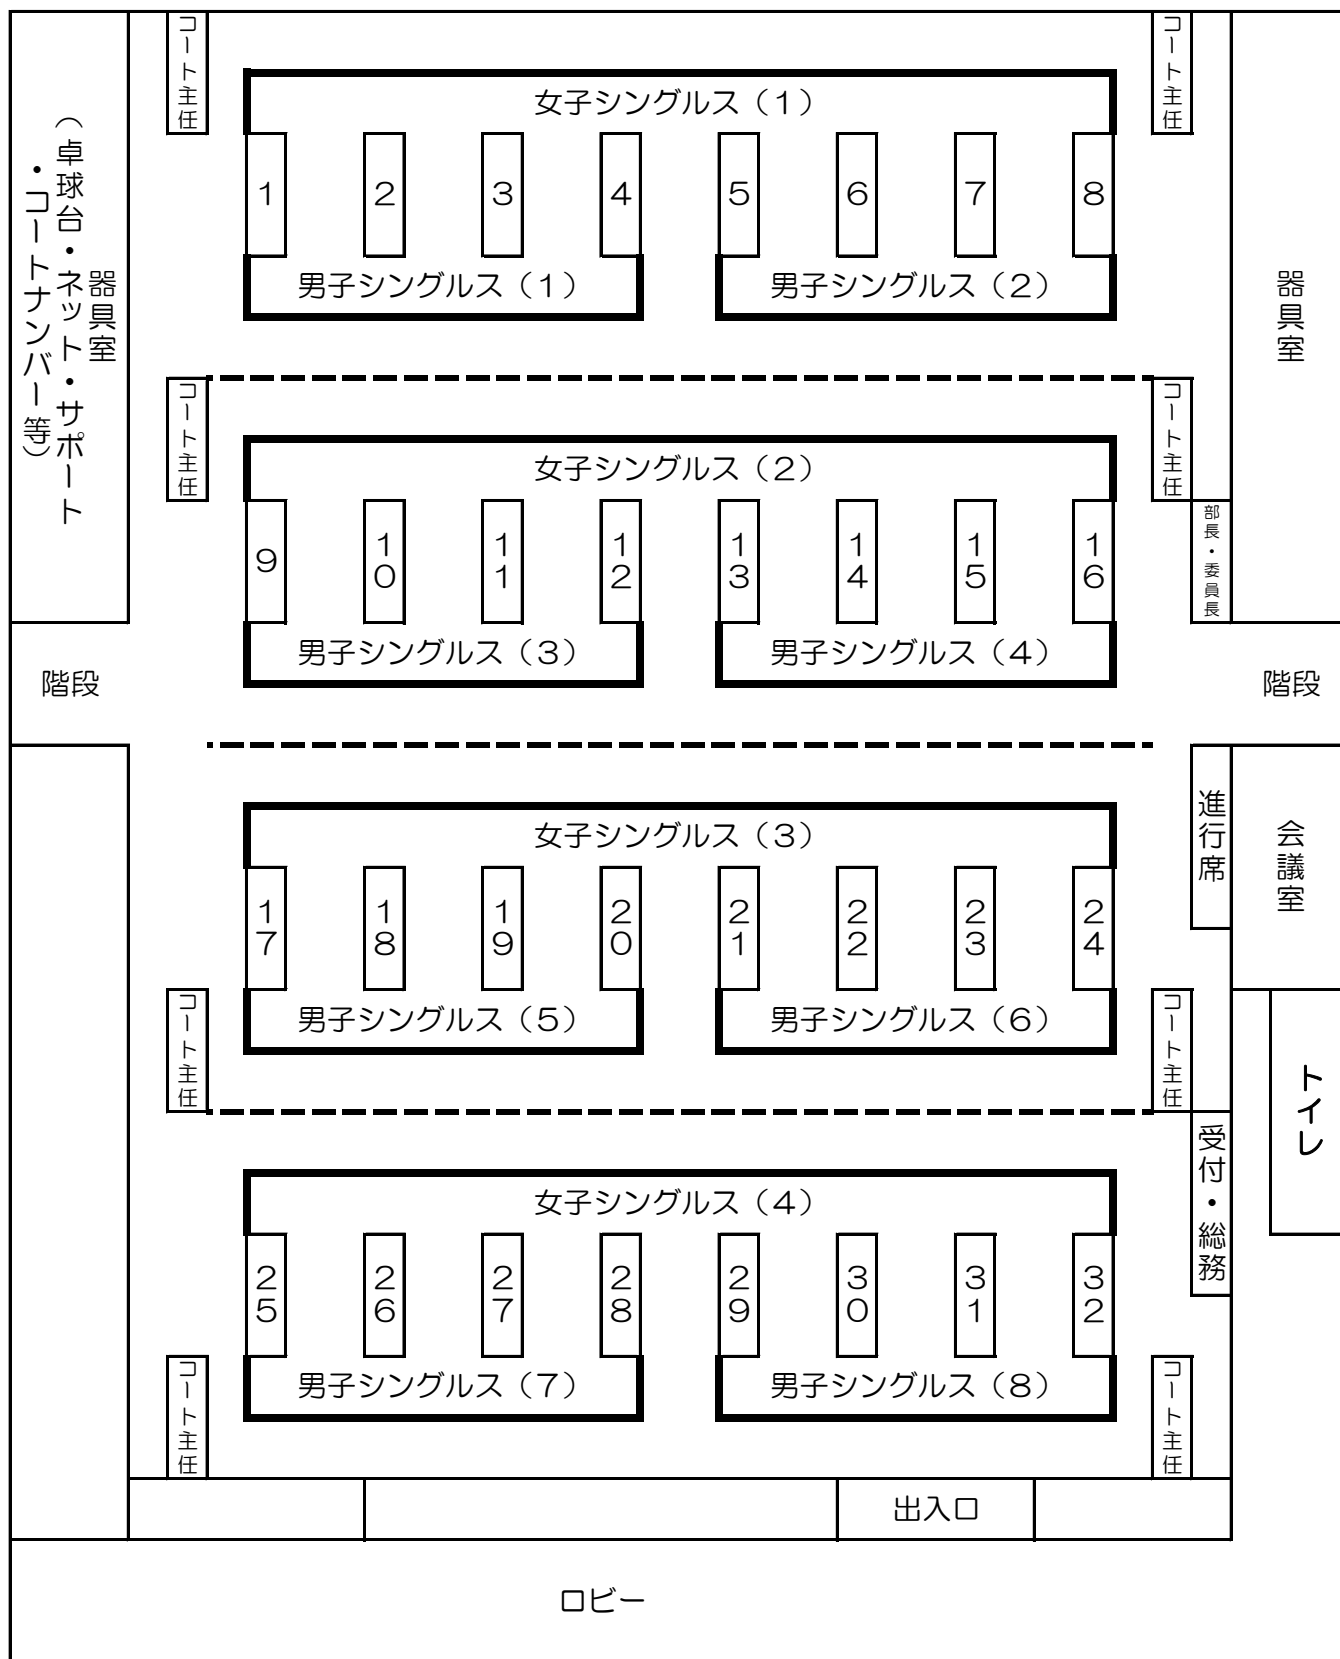 コート主任
コート主任
女子シングルス（1）
1
2
3
4
5
6
7
8
男子シングルス（1）
男子シングルス（2）
器具室
（卓球台・ネット・サポート
・コートナンバー等）
器具室
コート主任
コート主任
女子シングルス（2）
9
10
11
12
13
14
15
16
部長・委員長
男子シングルス（3）
男子シングルス（4）
階段
階段
進行席
会議室
女子シングルス（3）
17
18
19
20
21
22
23
24
男子シングルス（5）
男子シングルス（6）
コート主任
コート主任
トイレ
受付・総務
女子シングルス（4）
25
26
27
28
29
30
31
32
男子シングルス（7）
男子シングルス（8）
コート主任
コート主任
出入口
ロビー